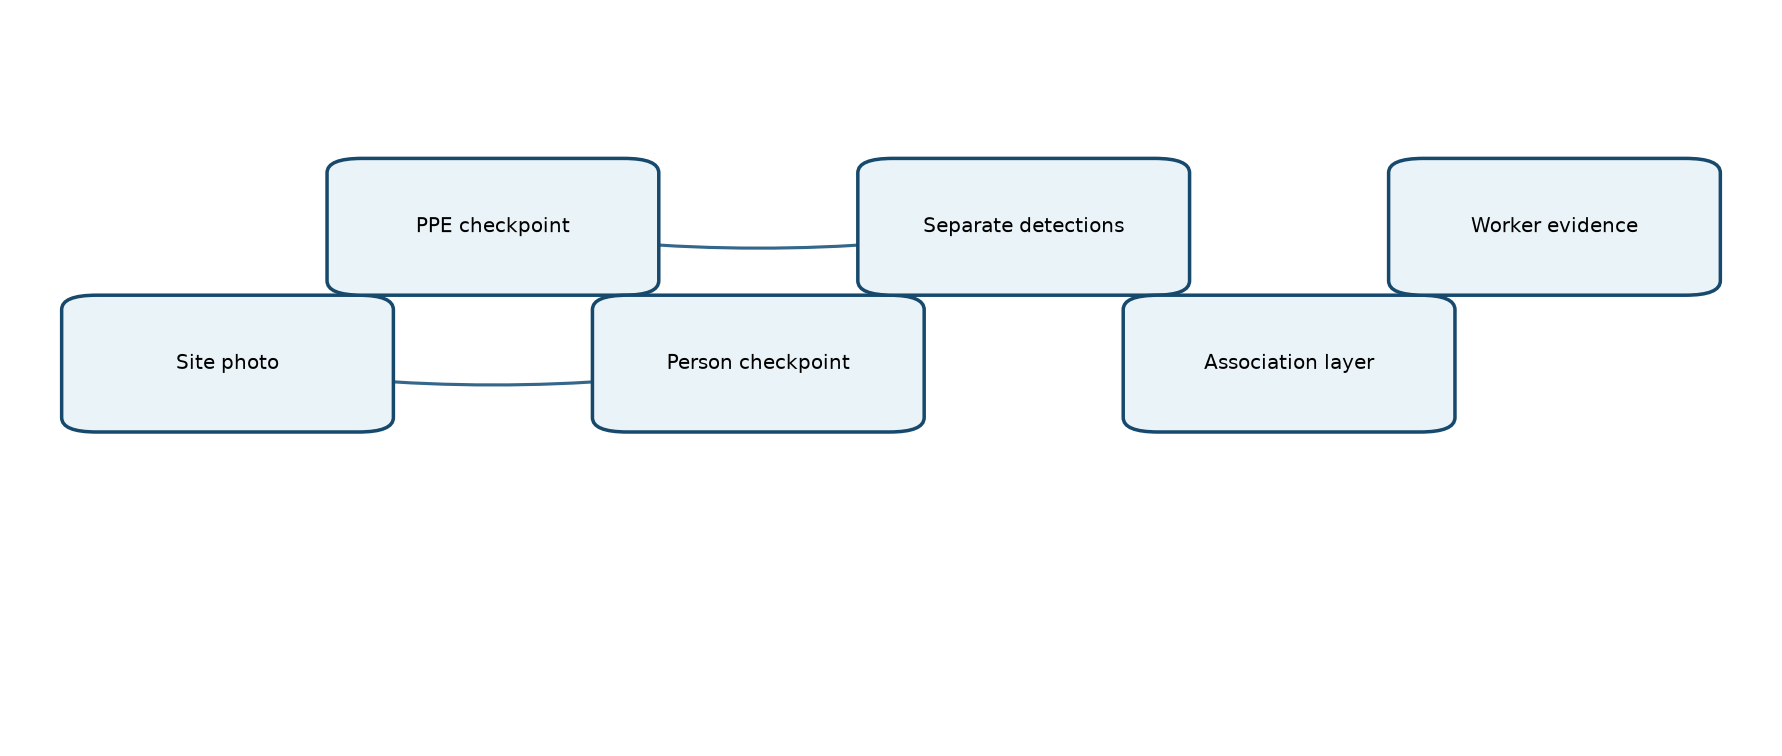 PPE checkpoint
Separate detections
Worker evidence
Site photo
Person checkpoint
Association layer